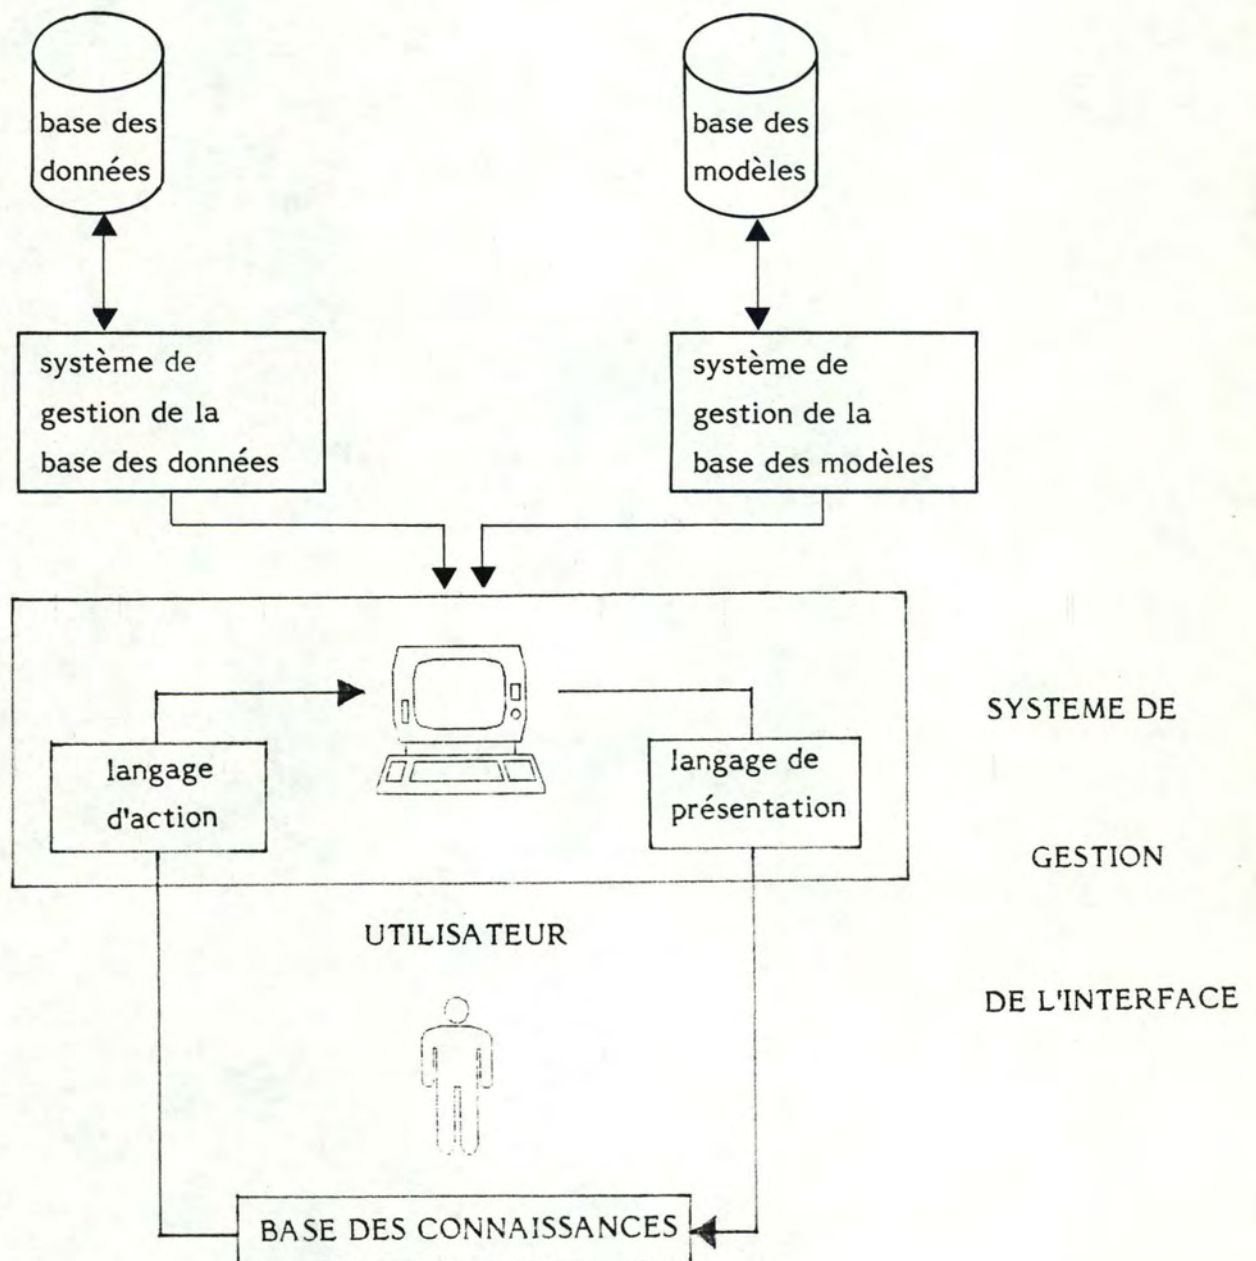 base des
données
base des
modèles
système de
gestion de la
base des données
système de
gestion de la
base des modèles
langage
d'action
langage de
présentation
SYSTEME DE
GESTION
DE L'INTERFACE
UTILISATEUR
BASE DES CONNAISSANCES